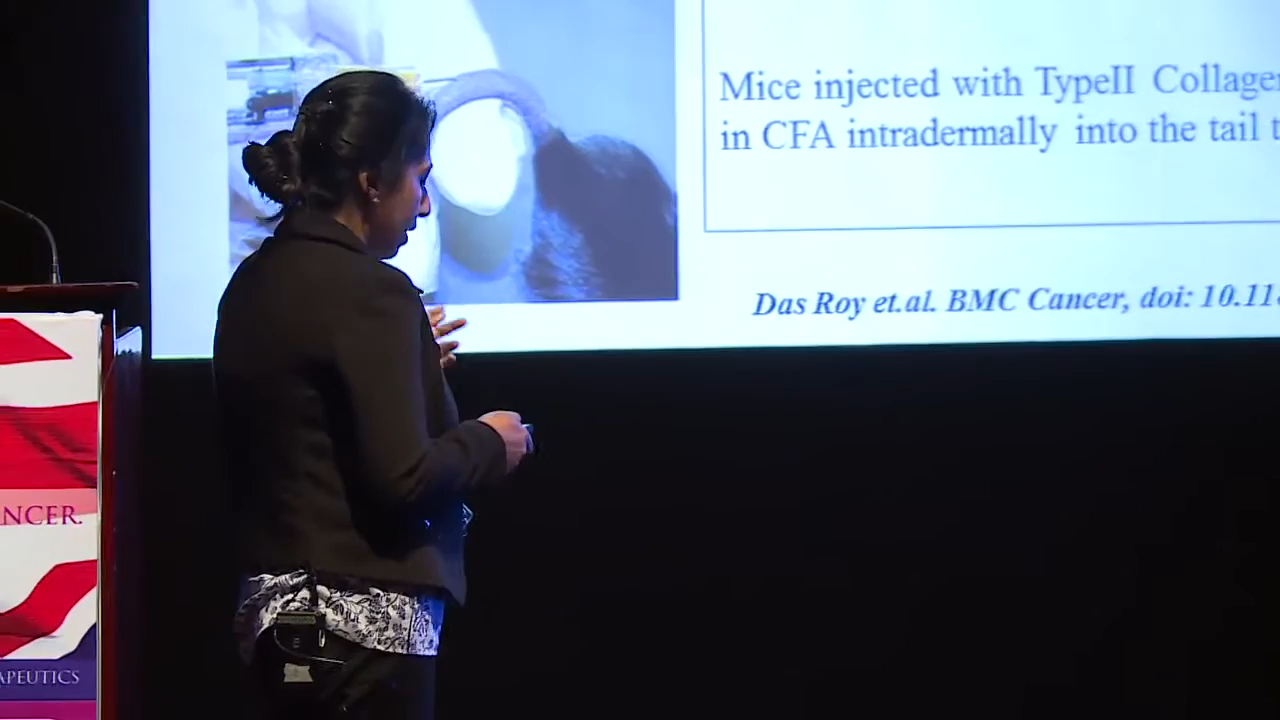 Mice injected with TypeII Collage
in CFA intradermally into the tail
Das Roy et.al. BMC Cancer, doi: 10.11
NCER.
APEUTICS